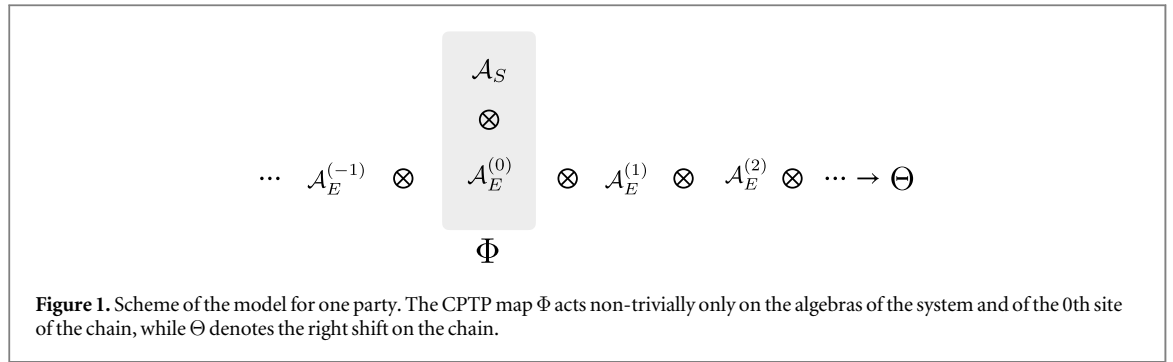 𝒜_S
⊗
··· 𝒜_E^(−1) ⊗ 𝒜_E^(0) ⊗ 𝒜_E^(1) ⊗ 𝒜_E^(2) ⊗ ··· → Θ
Φ
Figure 1. Scheme of the model for one party. The CPTP map Φ acts non-trivially only on the algebras of the system and of the 0th site
of the chain, while Θ denotes the right shift on the chain.